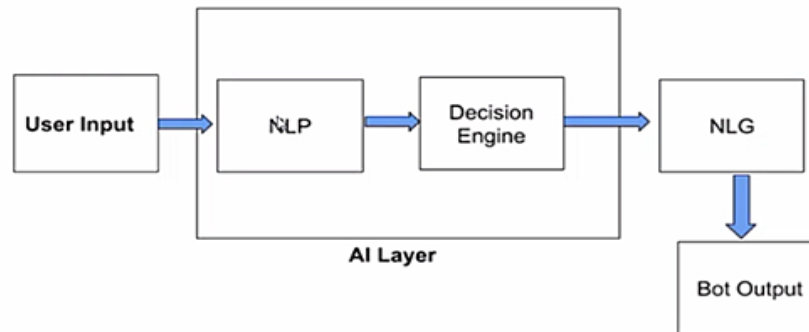 User Input
NLP
Decision
Engine
NLG
AI Layer
Bot Output